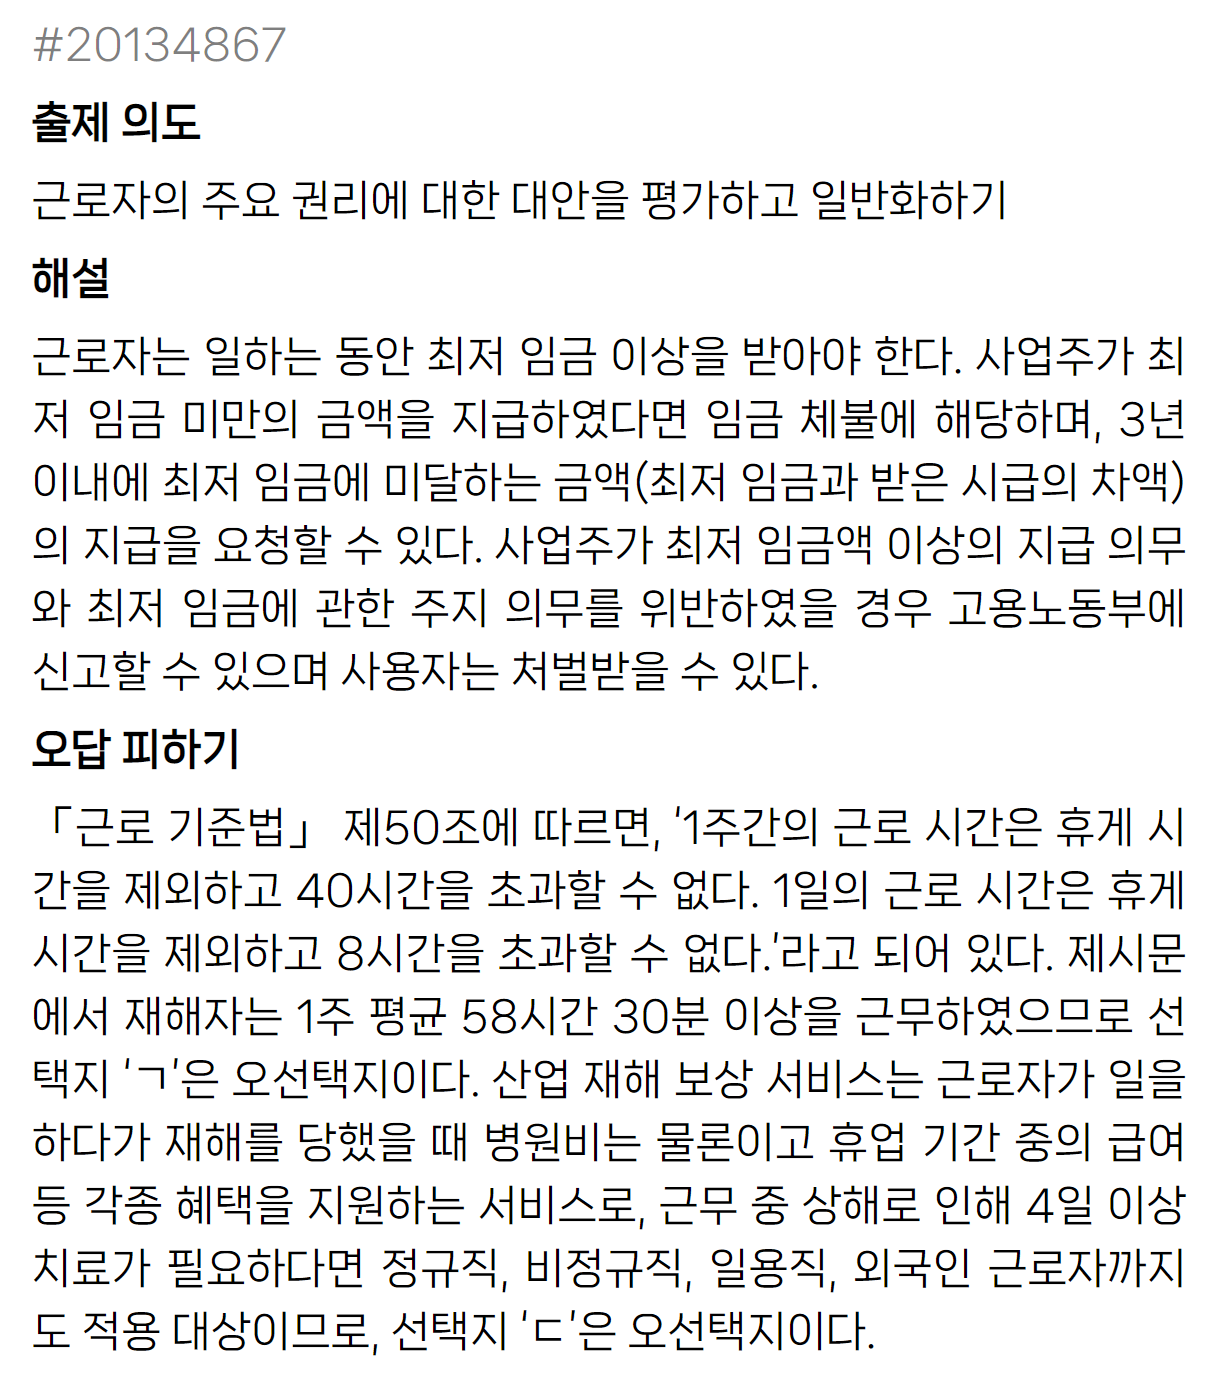 #20134867
출제 의도
근로자의 주요 권리에 대한 대안을 평가하고 일반화하기
해설
근로자는 일하는 동안 최저 임금 이상을 받아야 한다. 사업주가 최
저 임금 미만의 금액을 지급하였다면 임금 체불에 해당하며, 3년
이내에 최저 임금에 미달하는 금액(최저 임금과 받은 시급의 차액)
의 지급을 요청할 수 있다. 사업주가 최저 임금액 이상의 지급 의무
와 최저 임금에 관한 주지 의무를 위반하였을 경우 고용노동부에
신고할 수 있으며 사용자는 처벌받을 수 있다.
오답 피하기
「근로 기준법」 제50조에 따르면, ‘1주간의 근로 시간은 휴게 시
간을 제외하고 40시간을 초과할 수 없다. 1일의 근로 시간은 휴게
시간을 제외하고 8시간을 초과할 수 없다.’라고 되어 있다. 제시문
에서 재해자는 1주 평균 58시간 30분 이상을 근무하였으므로 선
택지 ‘ㄱ’은 오선택지이다. 산업 재해 보상 서비스는 근로자가 일을
하다가 재해를 당했을 때 병원비는 물론이고 휴업 기간 중의 급여
등 각종 혜택을 지원하는 서비스로, 근무 중 상해로 인해 4일 이상
치료가 필요하다면 정규직, 비정규직, 일용직, 외국인 근로자까지
도 적용 대상이므로, 선택지 ‘ㄷ’은 오선택지이다.